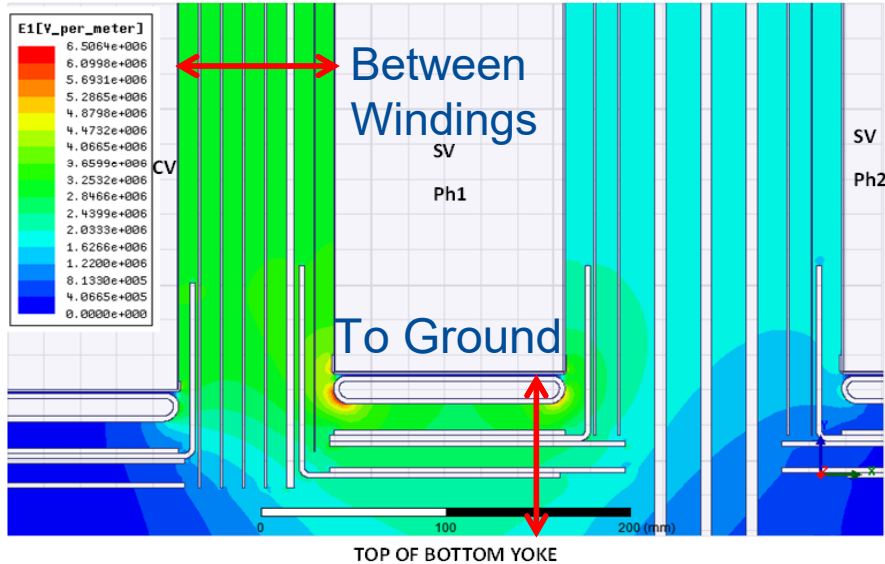 E1[V_per_meter]
6.5064e+006
6.0998e+006
5.6931e+006
5.2865e+006
4.8798e+006
4.4732e+006
4.0665e+006
3.6599e+006
3.2532e+006
2.8466e+006
2.4399e+006
2.0333e+006
1.6266e+006
1.2200e+006
8.1330e+005
4.0665e+005
0.0000e+000
Between
Windings
CV
SV
Ph1
SV
Ph2
To Ground
Y
X
0 100 200 (mm)
TOP OF BOTTOM YOKE